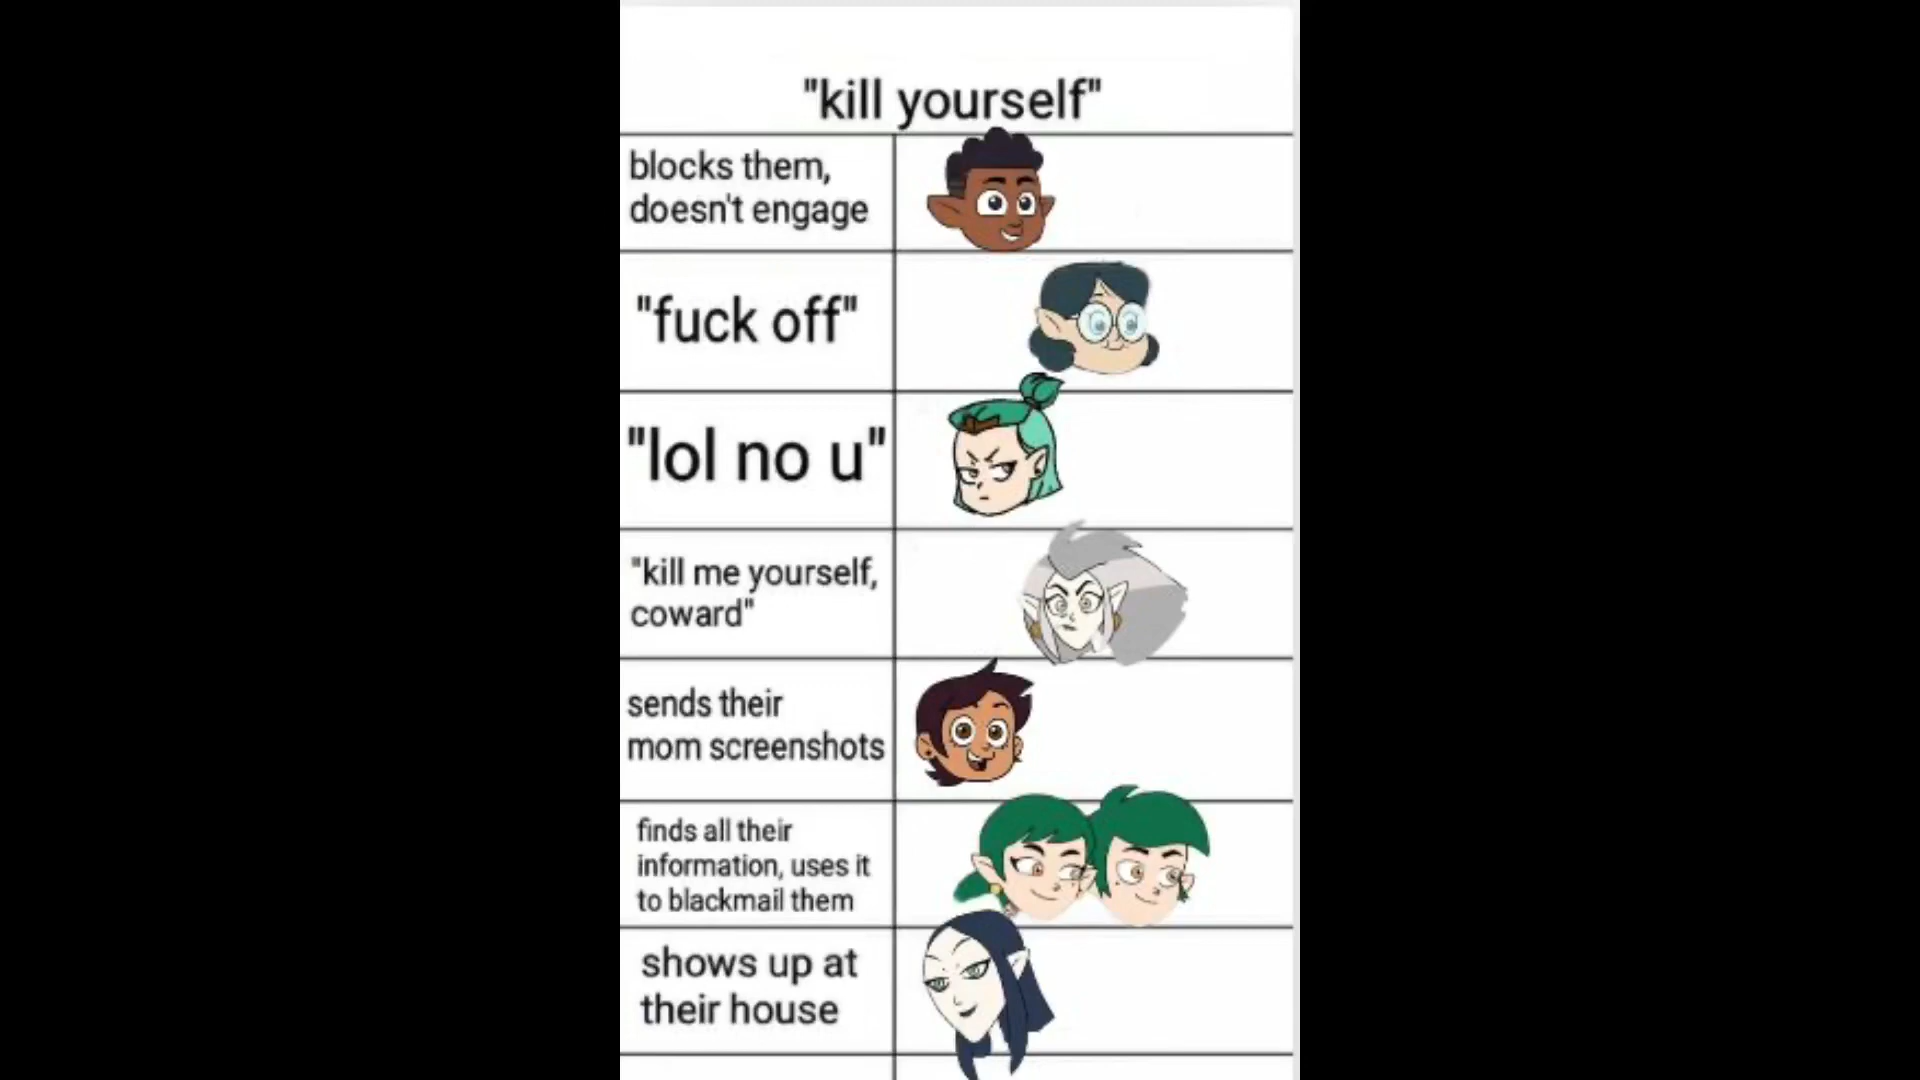 "kill yourself"
blocks them,
doesn't engage
"fuck off"
"lol no u"
"kill me yourself,
coward"
sends their
mom screenshots
finds all their
information, uses it
to blackmail them
shows up at
their house